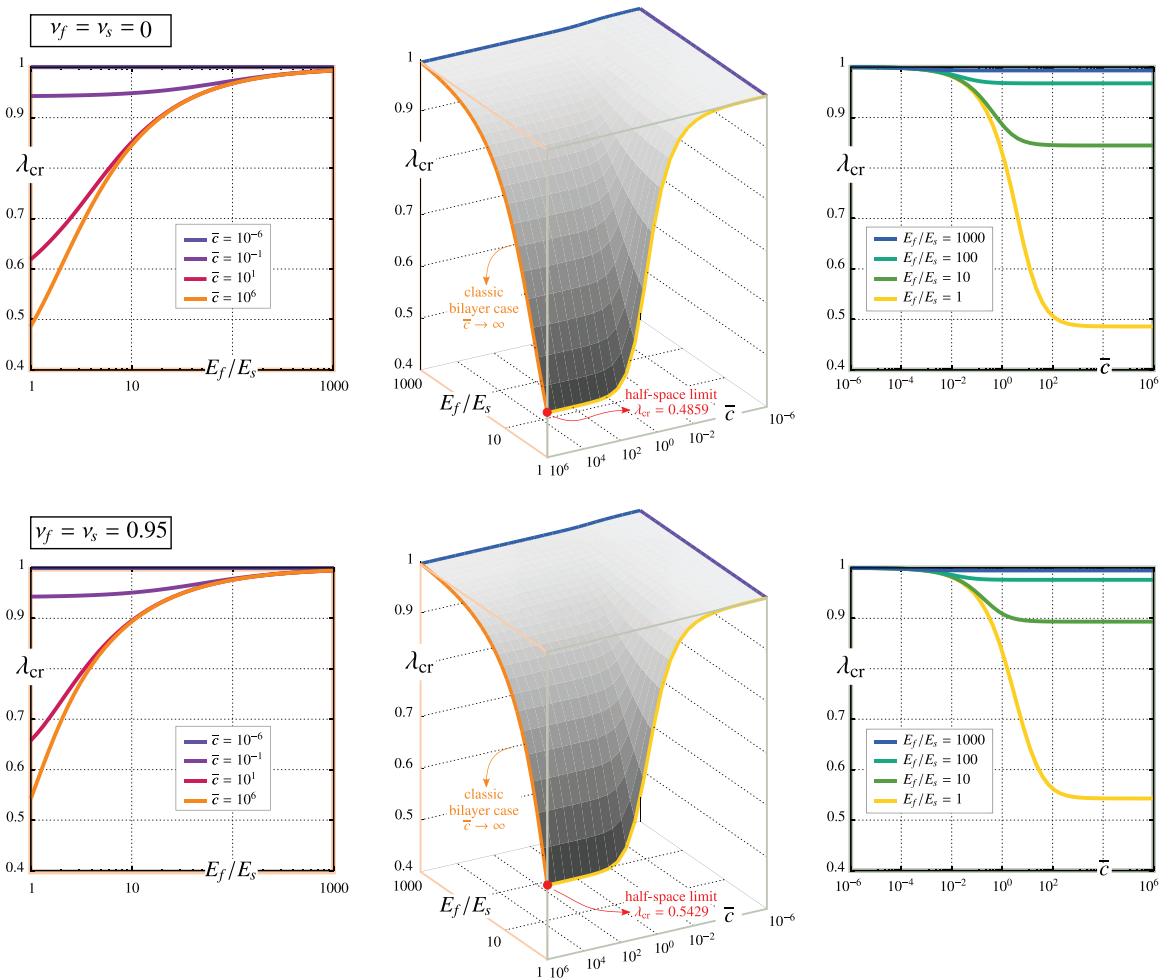 ν_f = ν_s = 0
1
0.9
λ_cr
0.7
0.6
0.5
0.4
1
10
E_f/E_s
1000
c̅ = 10⁻⁶
c̅ = 10⁻¹
c̅ = 10¹
c̅ = 10⁶
1
0.9
λ_cr
0.7
0.6
0.5
0.4
1000
E_f/E_s
10
1
10⁶
10⁴
10²
10⁰
10⁻²
c̅
10⁻⁶
classic
bilayer case
c̅ → ∞
half-space limit
λ_cr = 0.4859
1
0.9
λ_cr
0.7
0.6
0.5
0.4
10⁻⁶
10⁻⁴
10⁻²
10⁰
10²
c̅
10⁶
E_f/E_s = 1000
E_f/E_s = 100
E_f/E_s = 10
E_f/E_s = 1
ν_f = ν_s = 0.95
1
0.9
λ_cr
0.7
0.6
0.5
0.4
1
10
E_f/E_s
1000
c̅ = 10⁻⁶
c̅ = 10⁻¹
c̅ = 10¹
c̅ = 10⁶
1
0.9
λ_cr
0.7
0.6
0.5
0.4
1000
E_f/E_s
10
1
10⁶
10⁴
10²
10⁰
10⁻²
c̅
10⁻⁶
classic
bilayer case
c̅ → ∞
half-space limit
λ_cr = 0.5429
1
0.9
λ_cr
0.7
0.6
0.5
0.4
10⁻⁶
10⁻⁴
10⁻²
10⁰
10²
c̅
10⁶
E_f/E_s = 1000
E_f/E_s = 100
E_f/E_s = 10
E_f/E_s = 1